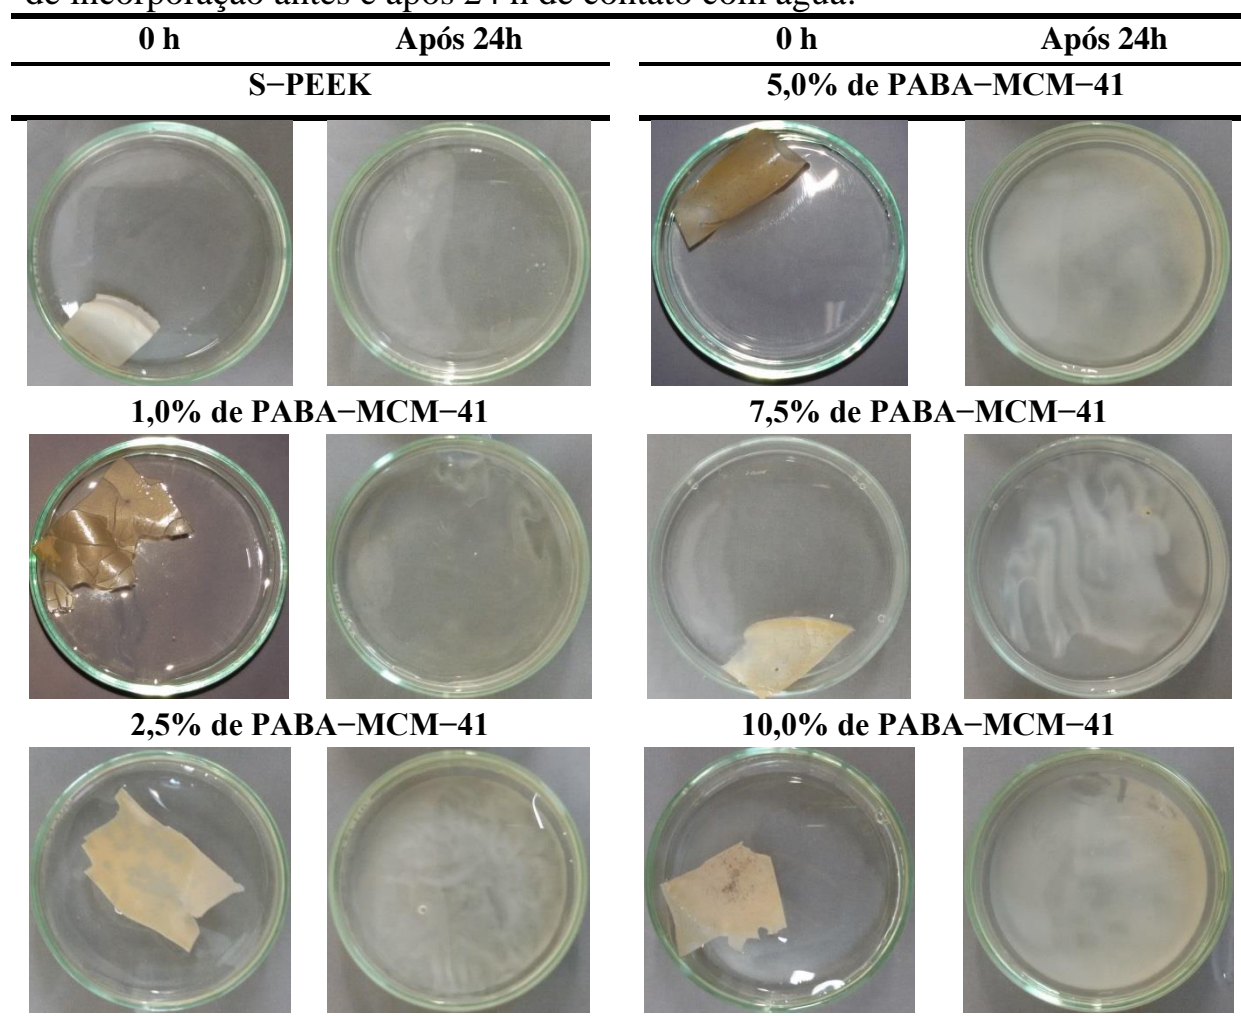 de incorporação antes e após 24 h de contato com água.
0 h Após 24h 0 h Após 24h
S−PEEK 5,0% de PABA−MCM−41
1,0% de PABA−MCM−41 7,5% de PABA−MCM−41
2,5% de PABA−MCM−41 10,0% de PABA−MCM−41